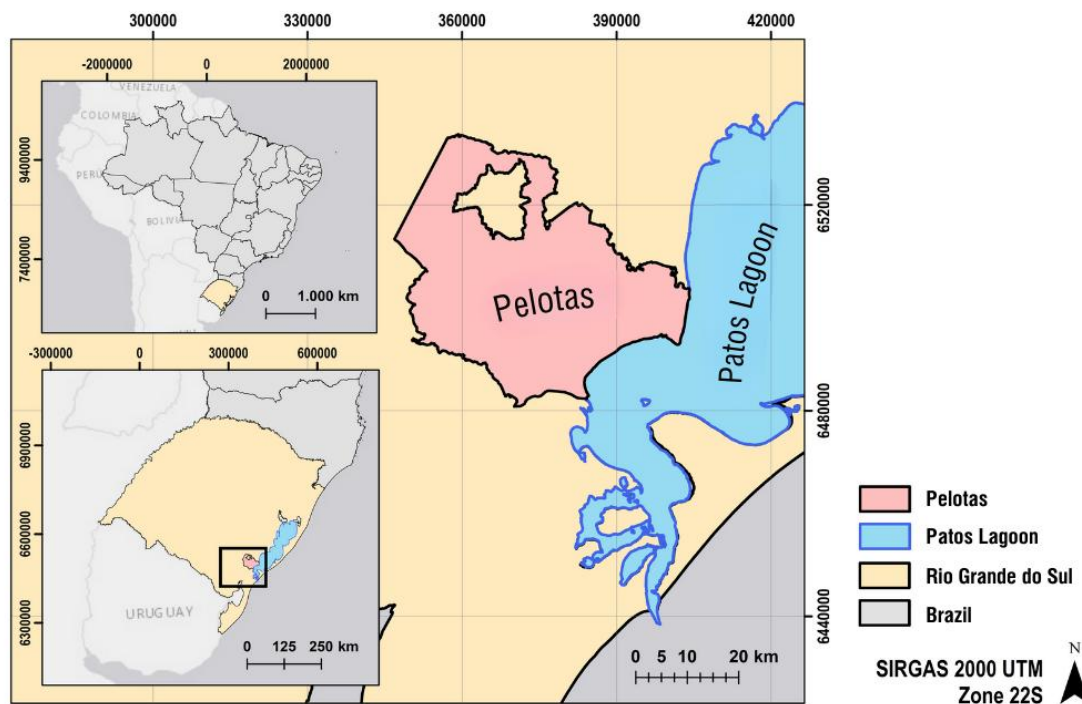 300000 330000 360000 390000 420000
-2000000 0 2000000
VENEZUELA
COLOMBIA
PERU
BOLIVIA
9400000
7400000
0 1.000 km
-300000 0 300000 600000
6900000
6600000
6300000
URUGUAY
0 125 250 km
Pelotas
Patos Lagoon
6520000
6480000
6440000
0 5 10 20 km
Pelotas
Patos Lagoon
Rio Grande do Sul
Brazil
SIRGAS 2000 UTM
Zone 22S
N